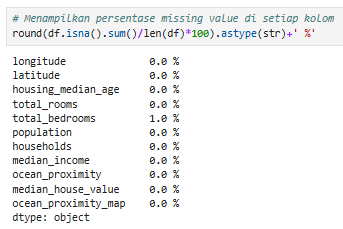 # Menampilkan persentase missing value di setiap kolom
round(df.isna().sum()/len(df)*100).astype(str)+' %'
longitude 0.0 %
latitude 0.0 %
housing_median_age 0.0 %
total_rooms 0.0 %
total_bedrooms 1.0 %
population 0.0 %
households 0.0 %
median_income 0.0 %
ocean_proximity 0.0 %
median_house_value 0.0 %
ocean_proximity_map 0.0 %
dtype: object